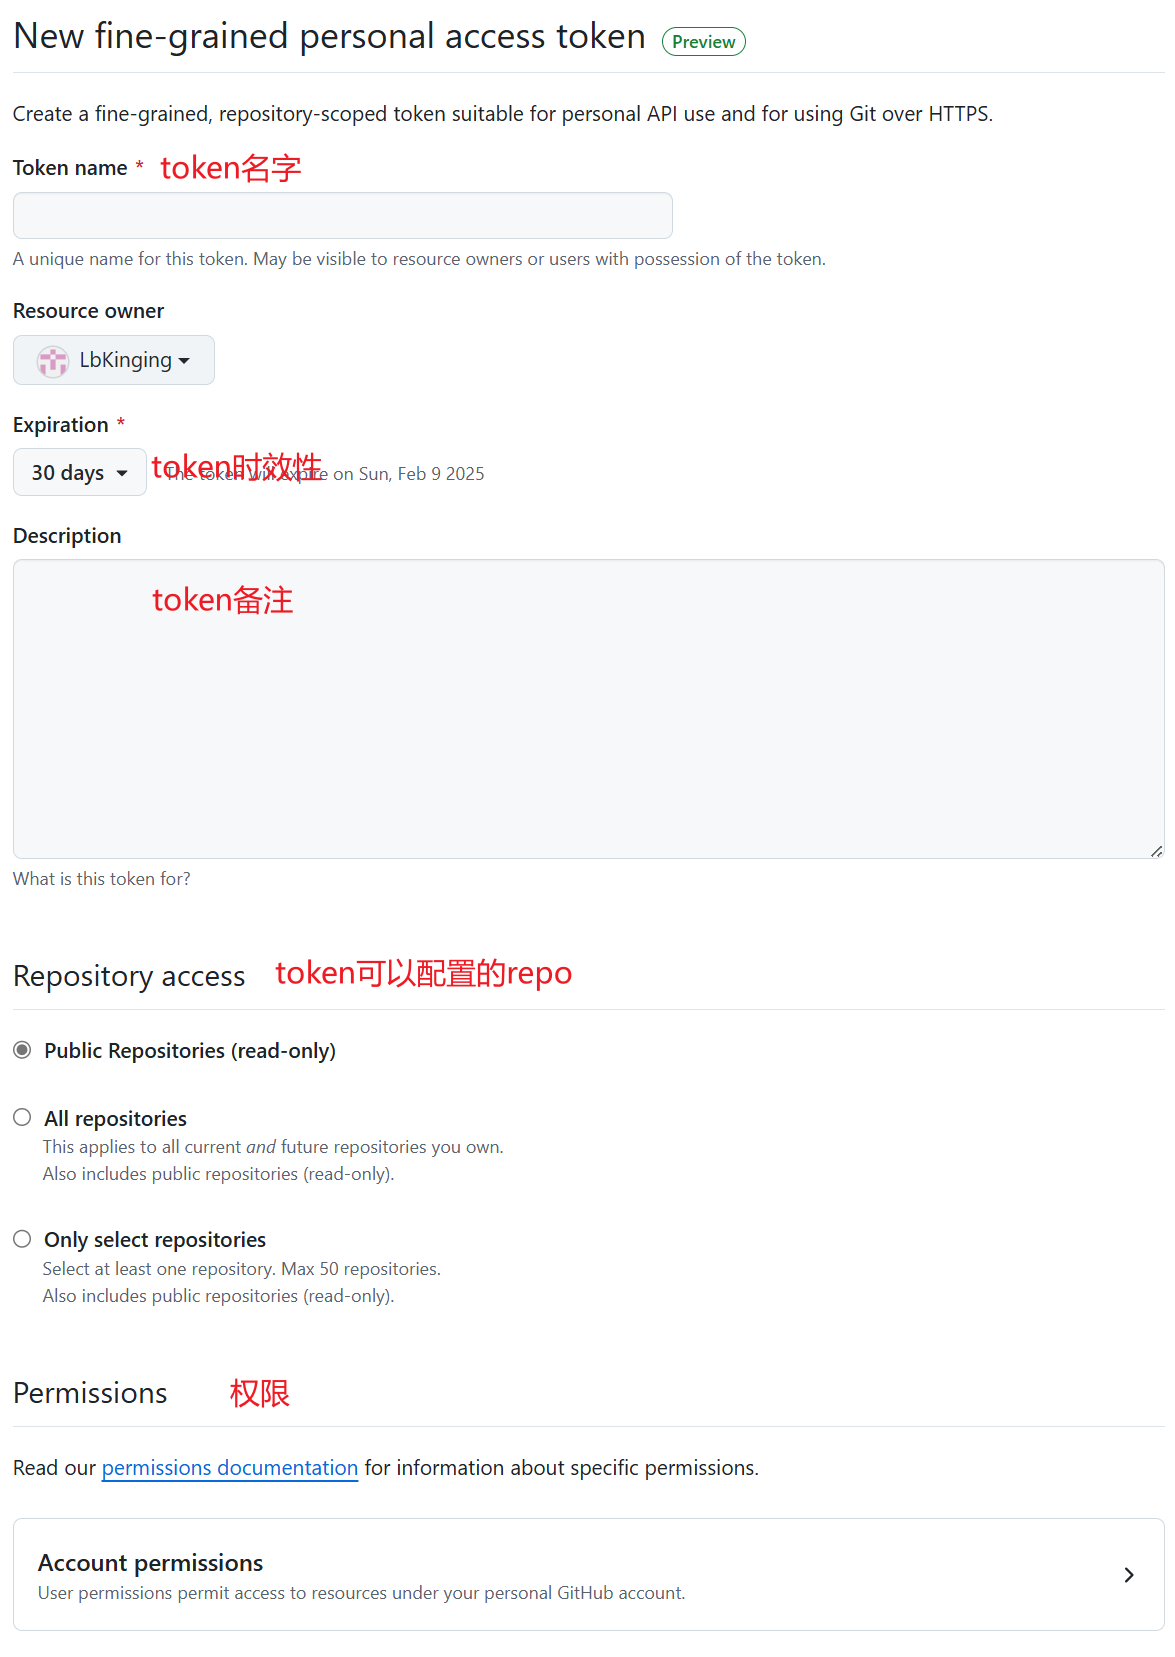 New fine-grained personal access token Preview
Create a fine-grained, repository-scoped token suitable for personal API use and for using Git over HTTPS.
Token name * token名字
A unique name for this token. May be visible to resource owners or users with possession of the token.
Resource owner
LbKinging
Expiration *
30 days token时效性 The token will expire on Sun, Feb 9 2025
Description
token备注
What is this token for?
Repository access token可以配置的repo
Public Repositories (read-only)
All repositories
This applies to all current and future repositories you own.
Also includes public repositories (read-only).
Only select repositories
Select at least one repository. Max 50 repositories.
Also includes public repositories (read-only).
Permissions 权限
Read our permissions documentation for information about specific permissions.
Account permissions
User permissions permit access to resources under your personal GitHub account.